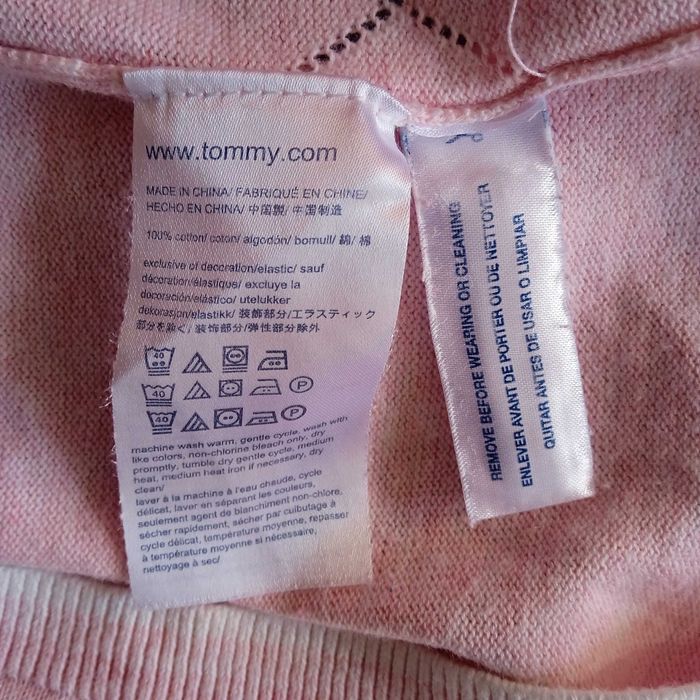 www.tommy.com
MADE IN CHINA/ FABRIQUÉ EN CHINE/
HECHO EN CHINA/ 中国製/ 中国制造
100% cotton/ coton/ algodón/ bomull/ 綿/ 棉
exclusive of decoration/elastic/ sauf
décoration/élastique/ excluye la
decoración/elástico/ utelukker
dekorasjon/elastikk/ 装飾部分/エラスティック
部分を除く/ 装饰部分/弹性部分除外
40
40 P
40 P
machine wash warm, gentle cycle, wash with
like colors, non-chlorine bleach only, dry
promptly, tumble dry gentle cycle, medium
heat, medium heat iron if necessary, dry
clean/
laver à la machine à l'eau chaude, cycle
délicat, laver en séparant les couleurs,
seulement agent de blanchiment non-chlore,
sécher rapidement, sécher par culbutage à
cycle délicat, température moyenne, repasser
à température moyenne si nécessaire,
nettoyage à sec/
REMOVE BEFORE WEARING OR CLEANING
ENLEVER AVANT DE PORTER OU DE NETTOYER
QUITAR ANTES DE USAR O LIMPIAR